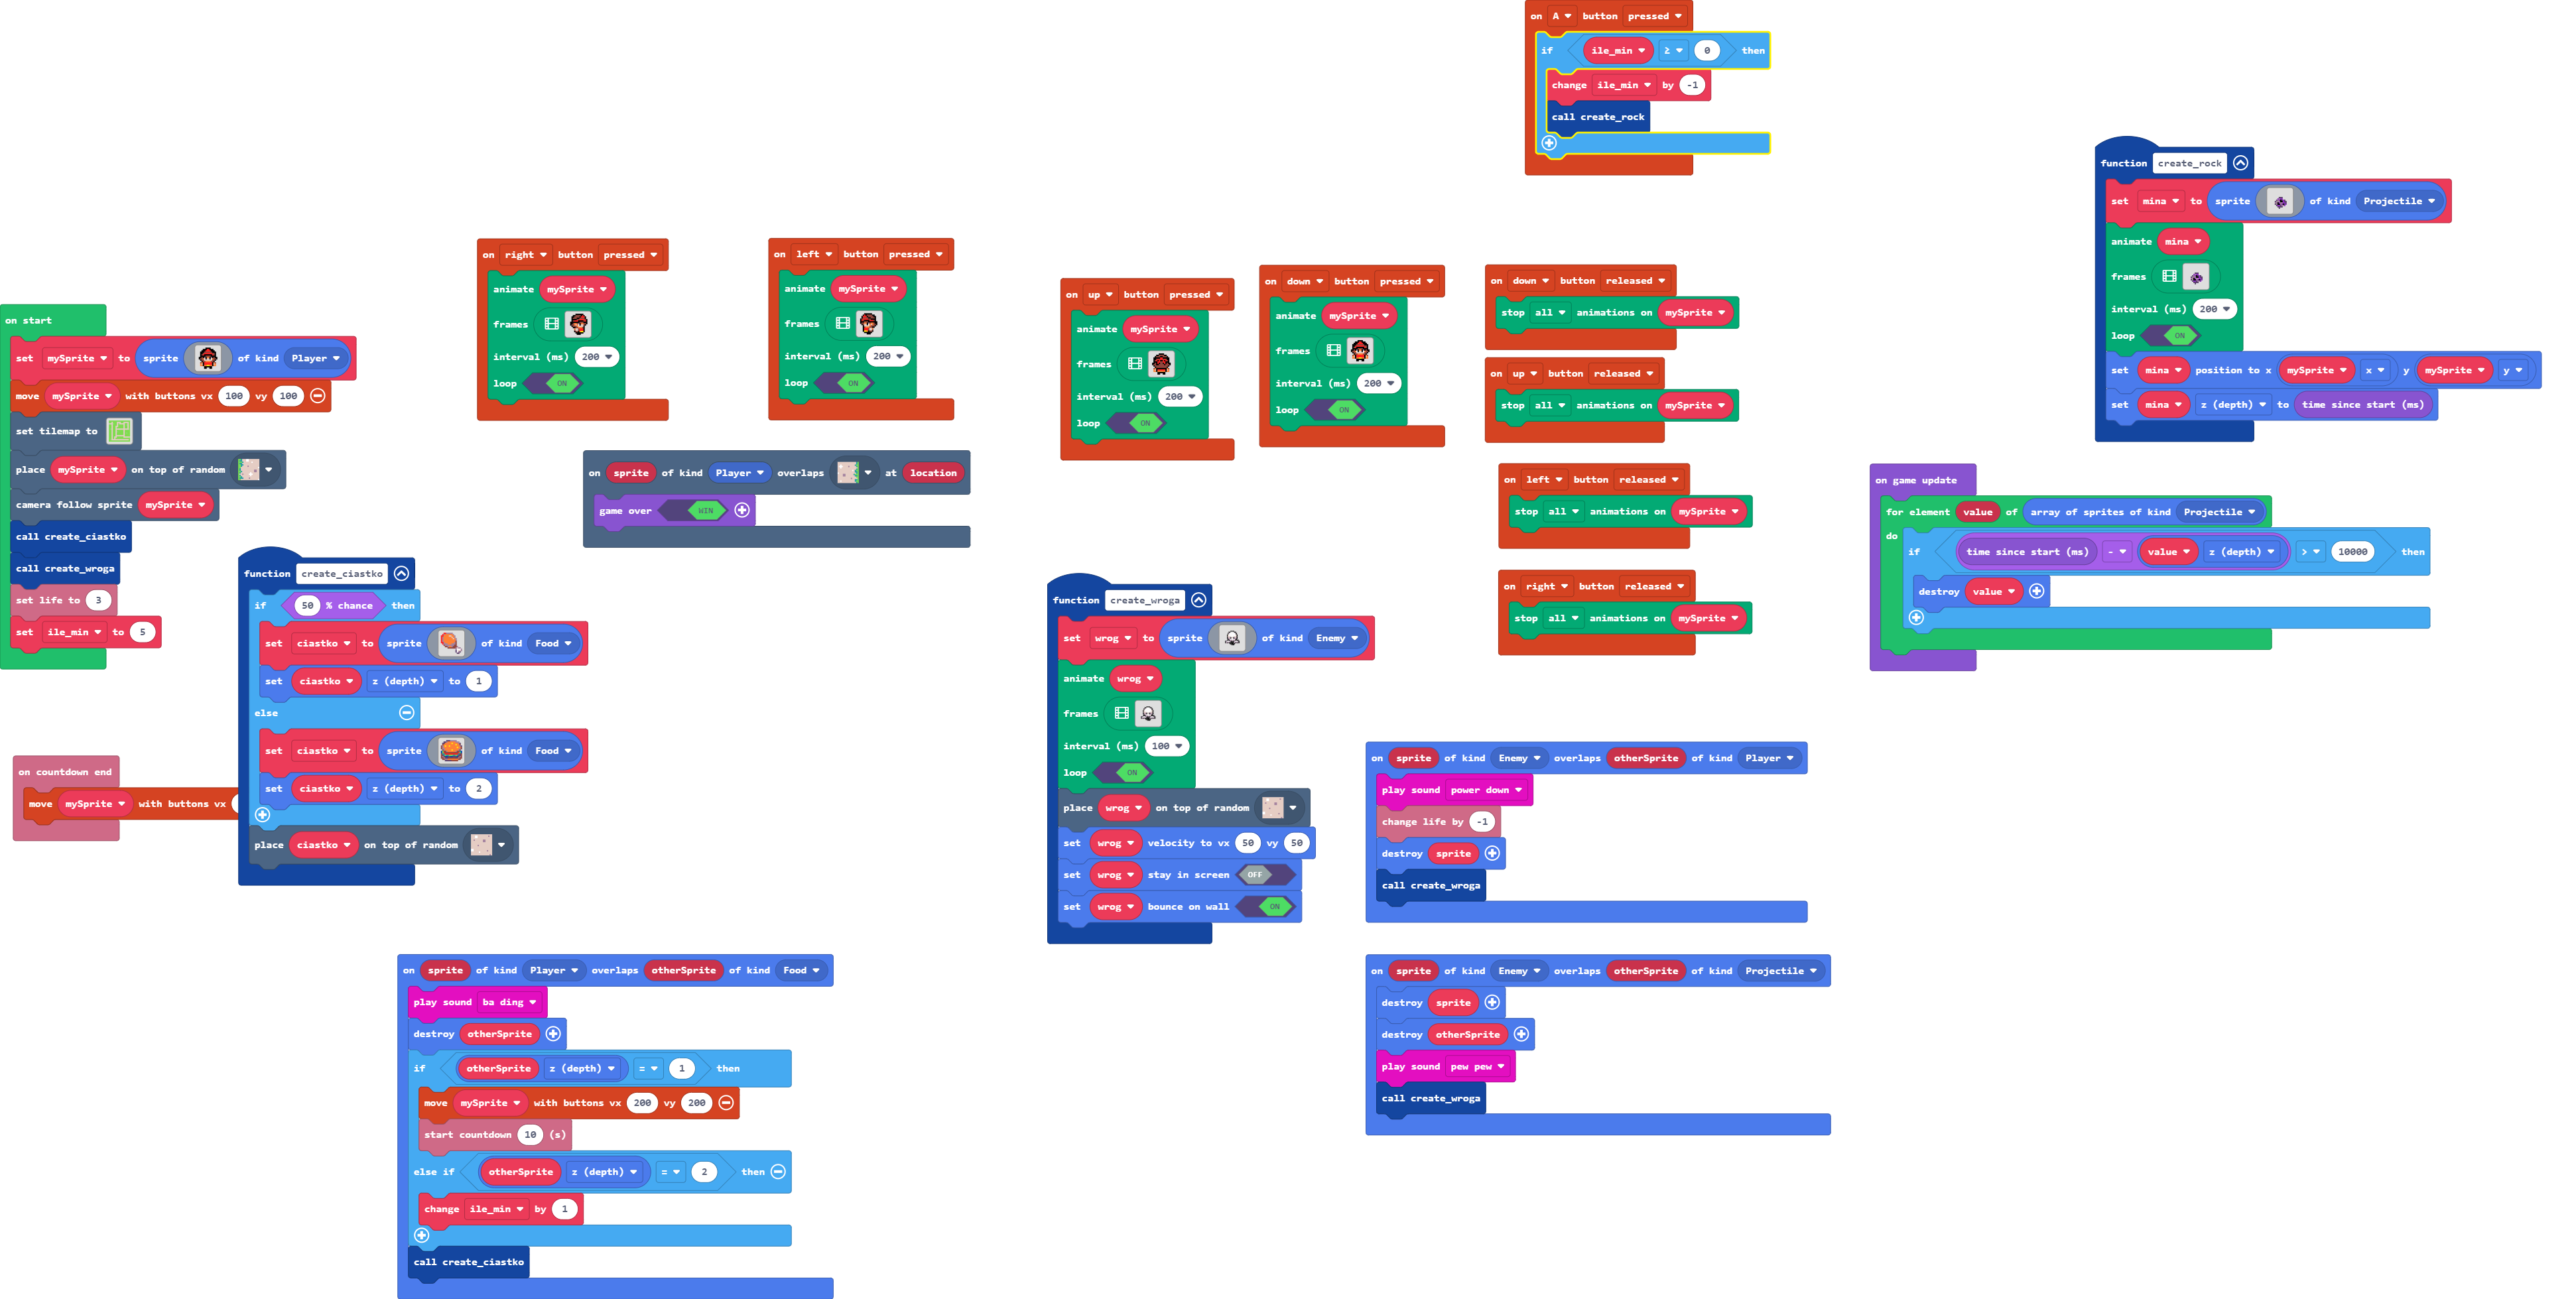 on A button pressed
if ile_min ≥ 0 then
change ile_min by -1
call create_rock
function create_rock
set mina to sprite of kind Projectile
animate mina
frames
interval (ms) 200
loop ON
set mina position to x mySprite x y mySprite y
set mina z (depth) to time since start (ms)
on right button pressed
animate mySprite
frames
interval (ms) 200
loop ON
on left button pressed
animate mySprite
frames
interval (ms) 200
loop ON
on up button pressed
animate mySprite
frames
interval (ms) 200
loop ON
on down button pressed
animate mySprite
frames
interval (ms) 200
loop ON
on down button released
stop all animations on mySprite
on up button released
stop all animations on mySprite
on left button released
stop all animations on mySprite
on right button released
stop all animations on mySprite
on start
set mySprite to sprite of kind Player
move mySprite with buttons vx 100 vy 100
set tilemap to
place mySprite on top of random
camera follow sprite mySprite
call create_ciastko
call create_wroga
set life to 3
set ile_min to 5
on sprite of kind Player overlaps at location
game over WIN
on game update
for element value of array of sprites of kind Projectile
do
if time since start (ms) - value z (depth) > 10000 then
destroy value
function create_ciastko
if 50 % chance then
set ciastko to sprite of kind Food
set ciastko z (depth) to 1
else
set ciastko to sprite of kind Food
set ciastko z (depth) to 2
place ciastko on top of random
on countdown end
move mySprite with buttons vx
function create_wroga
set wrog to sprite of kind Enemy
animate wrog
frames
interval (ms) 100
loop ON
place wrog on top of random
set wrog velocity to vx 50 vy 50
set wrog stay in screen OFF
set wrog bounce on wall ON
on sprite of kind Enemy overlaps otherSprite of kind Player
play sound power down
change life by -1
destroy sprite
call create_wroga
on sprite of kind Enemy overlaps otherSprite of kind Projectile
destroy sprite
destroy otherSprite
play sound pew pew
call create_wroga
on sprite of kind Player overlaps otherSprite of kind Food
play sound ba ding
destroy otherSprite
if otherSprite z (depth) = 1 then
move mySprite with buttons vx 200 vy 200
start countdown 10 (s)
else if otherSprite z (depth) = 2 then
change ile_min by 1
call create_ciastko